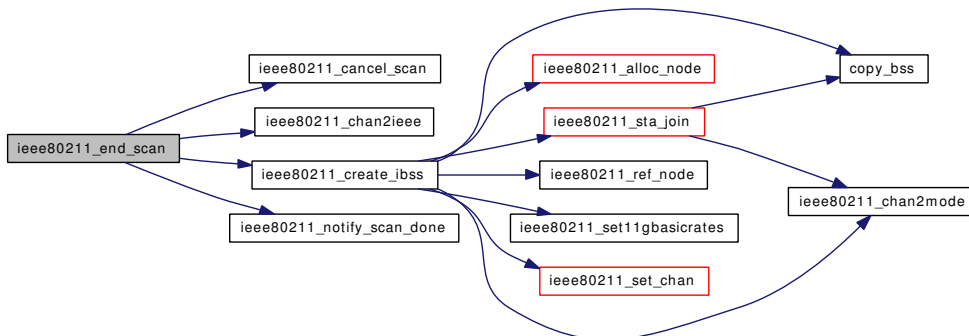 ieee80211_end_scan
ieee80211_cancel_scan
ieee80211_chan2ieee
ieee80211_create_ibss
ieee80211_notify_scan_done
ieee80211_alloc_node
ieee80211_sta_join
ieee80211_ref_node
ieee80211_set11gbasicrates
ieee80211_set_chan
copy_bss
ieee80211_chan2mode